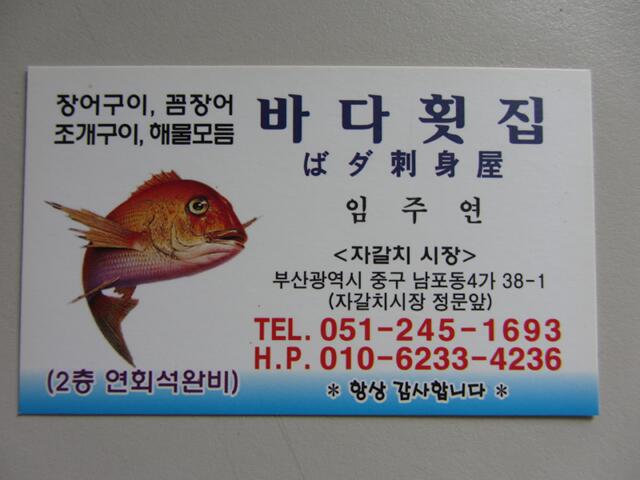 장어구이, 꼼장어
조개구이, 해물모듬
바다횟집
ばダ刺身屋
임주연
<자갈치 시장>
부산광역시 중구 남포동4가 38-1
(자갈치시장 정문앞)
TEL. 051-245-1693
H.P. 010-6233-4236
(2층 연회석완비)
* 항상 감사합니다 *